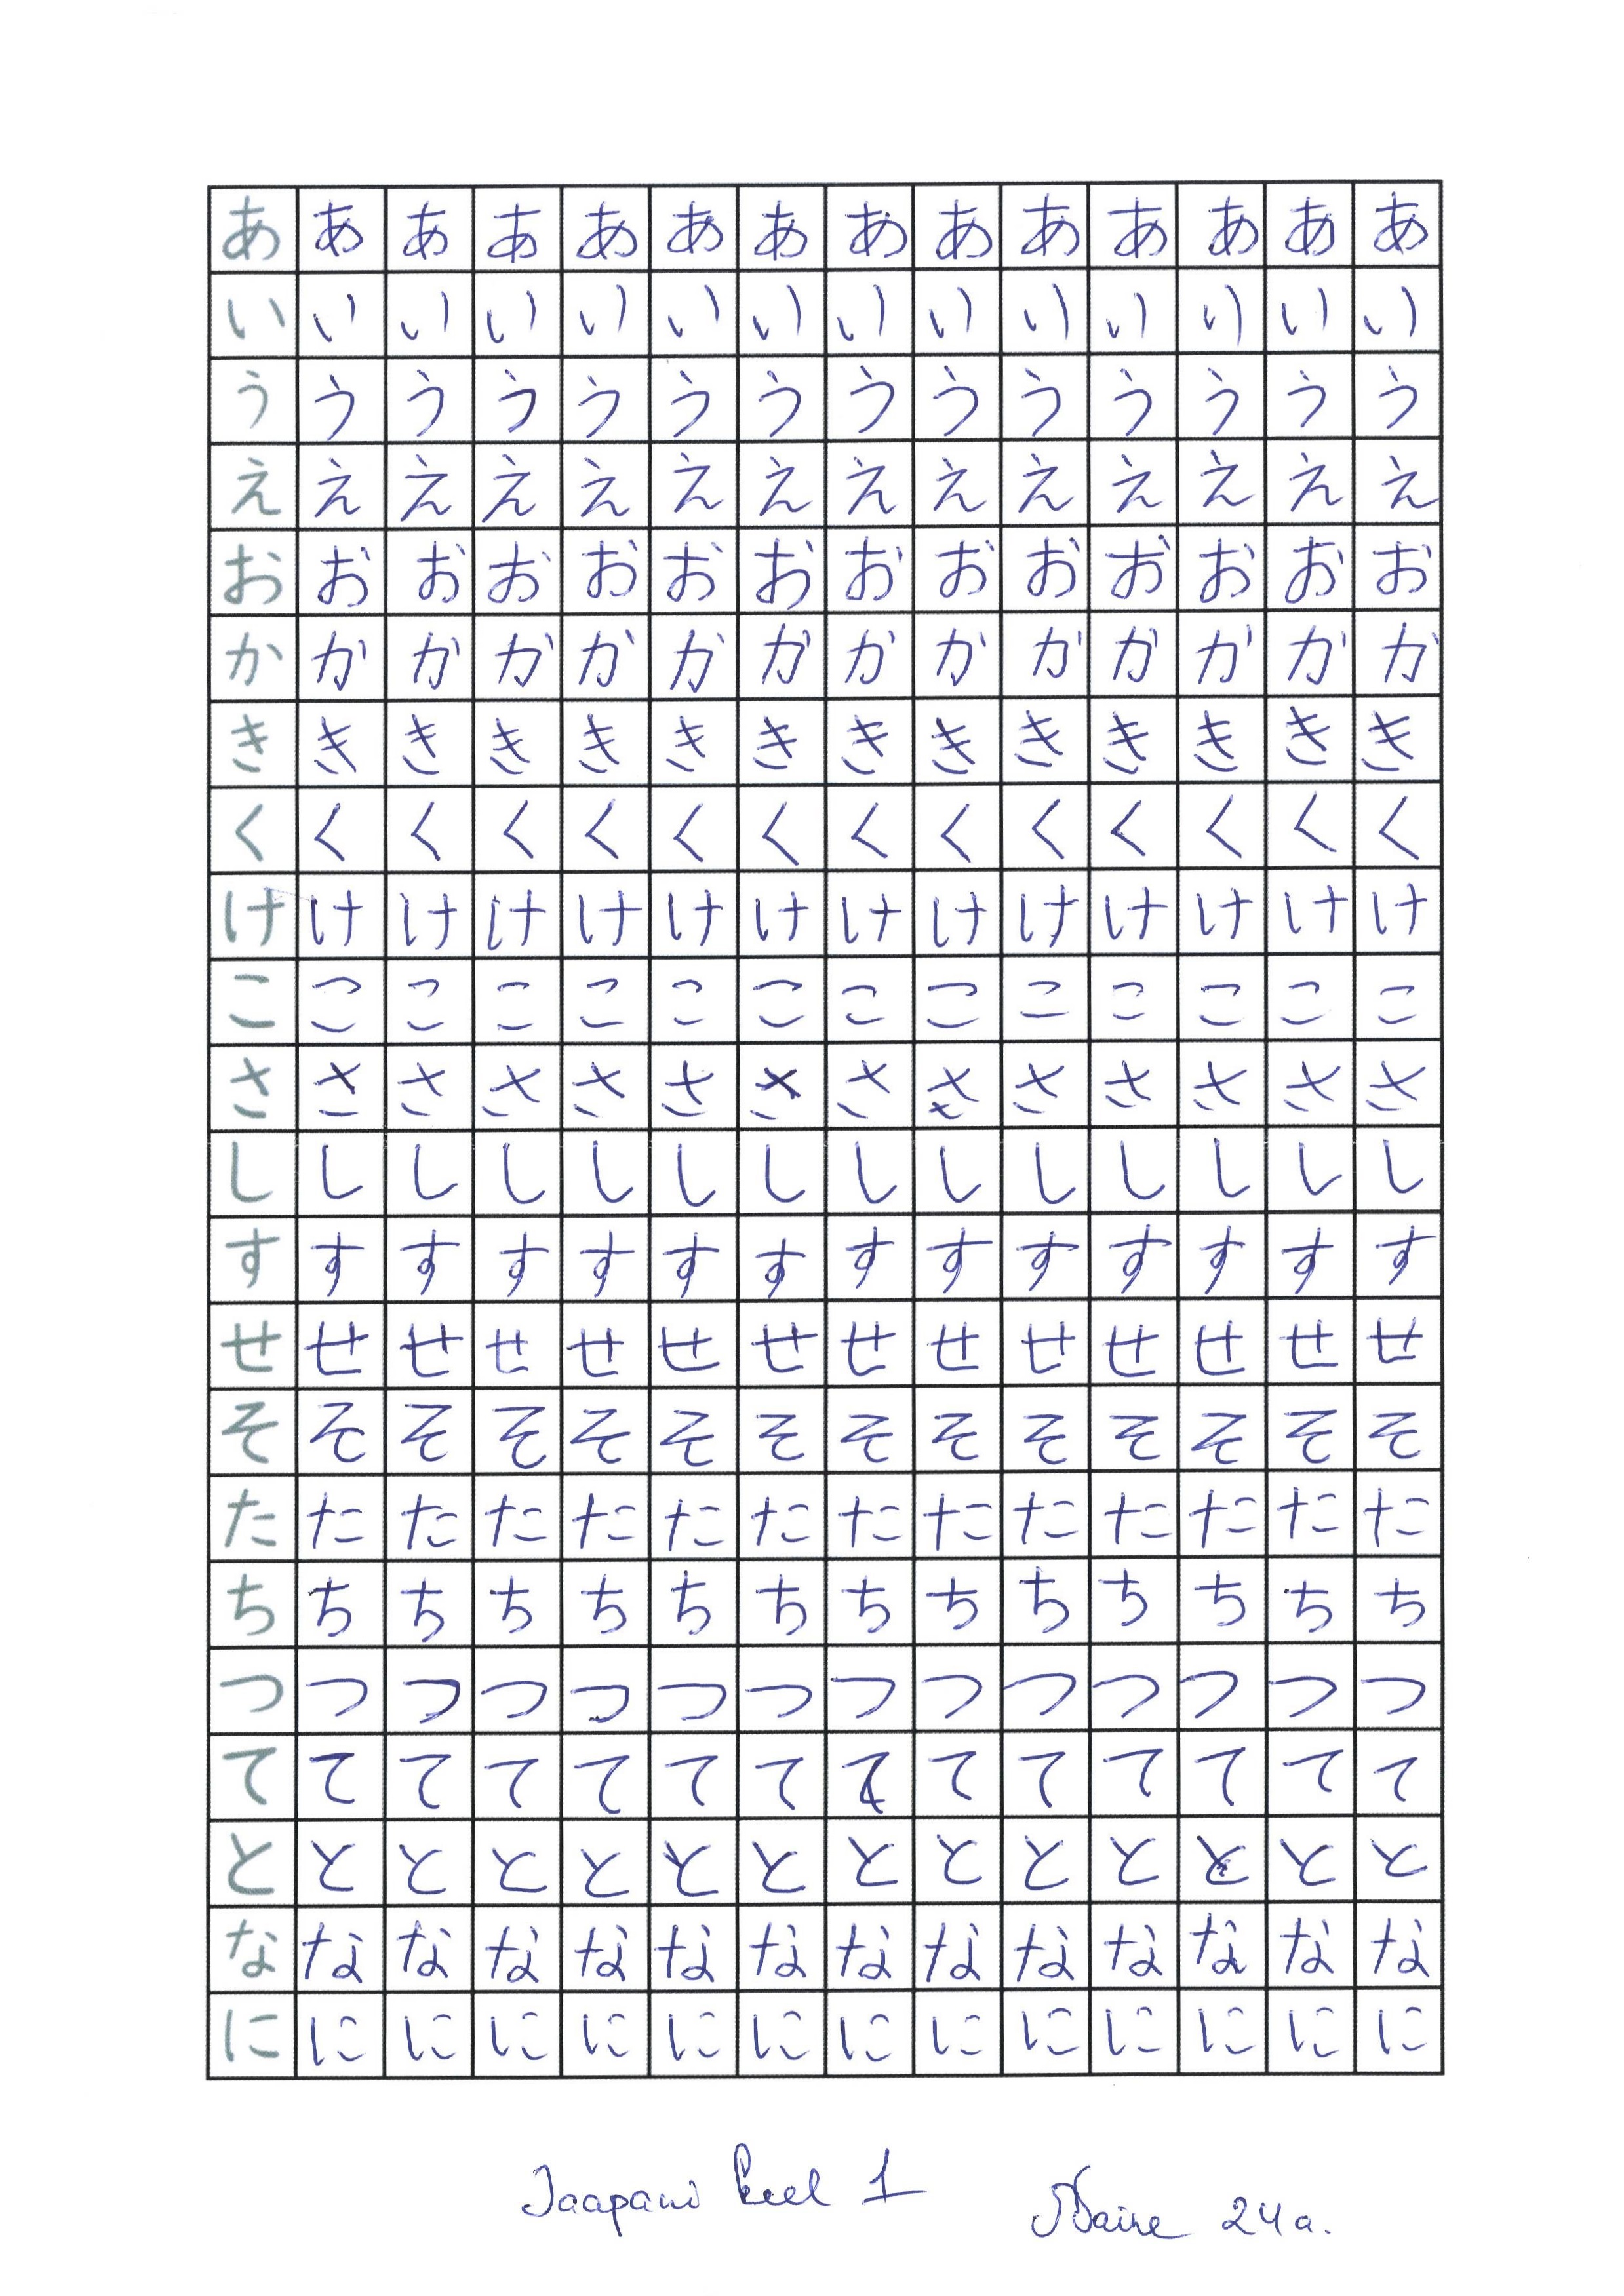 あ あ あ あ あ あ あ あ あ あ あ あ あ あ
い い い い い い い い い い い い い い
う う う う う う う う う う う う う う
え え え え え え え え え え え え え え
お お お お お お お お お お お お お お
か か か か か か か か か か か か か か
き き き き き き き き き き き き き き
く く く く く く く く く く く く く く
け け け け け け け け け け け け け け
こ こ こ こ こ こ こ こ こ こ こ こ こ こ
さ さ さ さ さ さ さ さ さ さ さ さ さ さ
し し し し し し し し し し し し し し
す す す す す す す す す す す す す す
せ せ せ せ せ せ せ せ せ せ せ せ せ せ
そ そ そ そ そ そ そ そ そ そ そ そ そ そ
た た た た た た た た た た た た た た
ち ち ち ち ち ち ち ち ち ち ち ち ち ち
つ つ つ つ つ つ つ つ つ つ つ つ つ つ
て て て て て て て て て て て て て て
と と と と と と と と と と と と と と
な な な な な な な な な な な な な な
に に に に に に に に に に に に に に
Jaapani keel 1
24a.